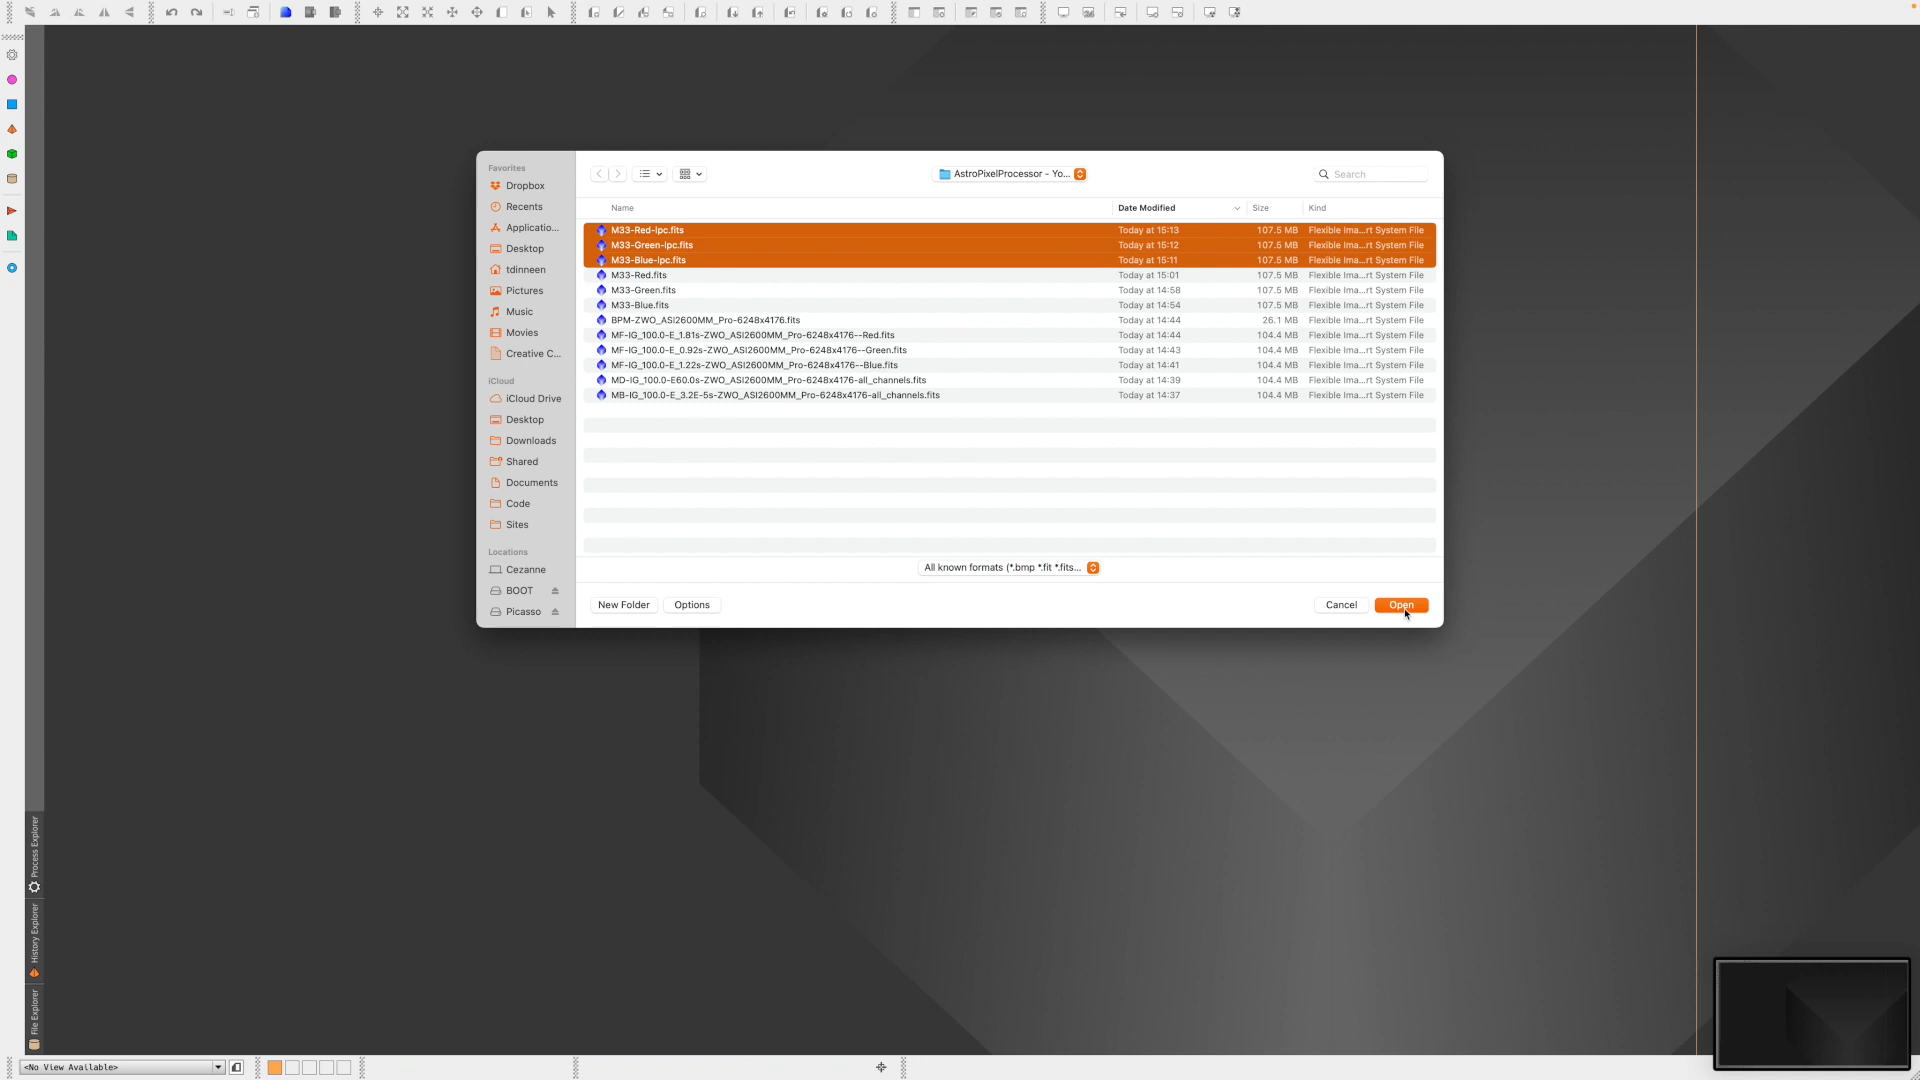 AstroPixelProcessor - Yo...
Search
Favorites
Dropbox
Recents
Applicatio...
Desktop
tdinneen
Pictures
Music
Movies
Creative C...
iCloud
iCloud Drive
Desktop
Downloads
Shared
Documents
Code
Sites
Locations
Cezanne
BOOT
Picasso
Name Date Modified Size Kind
M33-Red-lpc.fits Today at 15:13 107.5 MB Flexible Ima...rt System File
M33-Green-lpc.fits Today at 15:12 107.5 MB Flexible Ima...rt System File
M33-Blue-lpc.fits Today at 15:11 107.5 MB Flexible Ima...rt System File
M33-Red.fits Today at 15:01 107.5 MB Flexible Ima...rt System File
M33-Green.fits Today at 14:58 107.5 MB Flexible Ima...rt System File
M33-Blue.fits Today at 14:54 107.5 MB Flexible Ima...rt System File
BPM-ZWO_ASI2600MM_Pro-6248x4176.fits Today at 14:44 26.1 MB Flexible Ima...rt System File
MF-IG_100.0-E_1.81s-ZWO_ASI2600MM_Pro-6248x4176--Red.fits Today at 14:44 104.4 MB Flexible Ima...rt System File
MF-IG_100.0-E_0.92s-ZWO_ASI2600MM_Pro-6248x4176--Green.fits Today at 14:43 104.4 MB Flexible Ima...rt System File
MF-IG_100.0-E_1.22s-ZWO_ASI2600MM_Pro-6248x4176--Blue.fits Today at 14:41 104.4 MB Flexible Ima...rt System File
MD-IG_100.0-E60.0s-ZWO_ASI2600MM_Pro-6248x4176-all_channels.fits Today at 14:39 104.4 MB Flexible Ima...rt System File
MB-IG_100.0-E_3.2E-5s-ZWO_ASI2600MM_Pro-6248x4176-all_channels.fits Today at 14:37 104.4 MB Flexible Ima...rt System File
All known formats (*.bmp *.fit *.fits...
New Folder Options Cancel Open
Process Explorer
History Explorer
File Explorer
<No View Available>